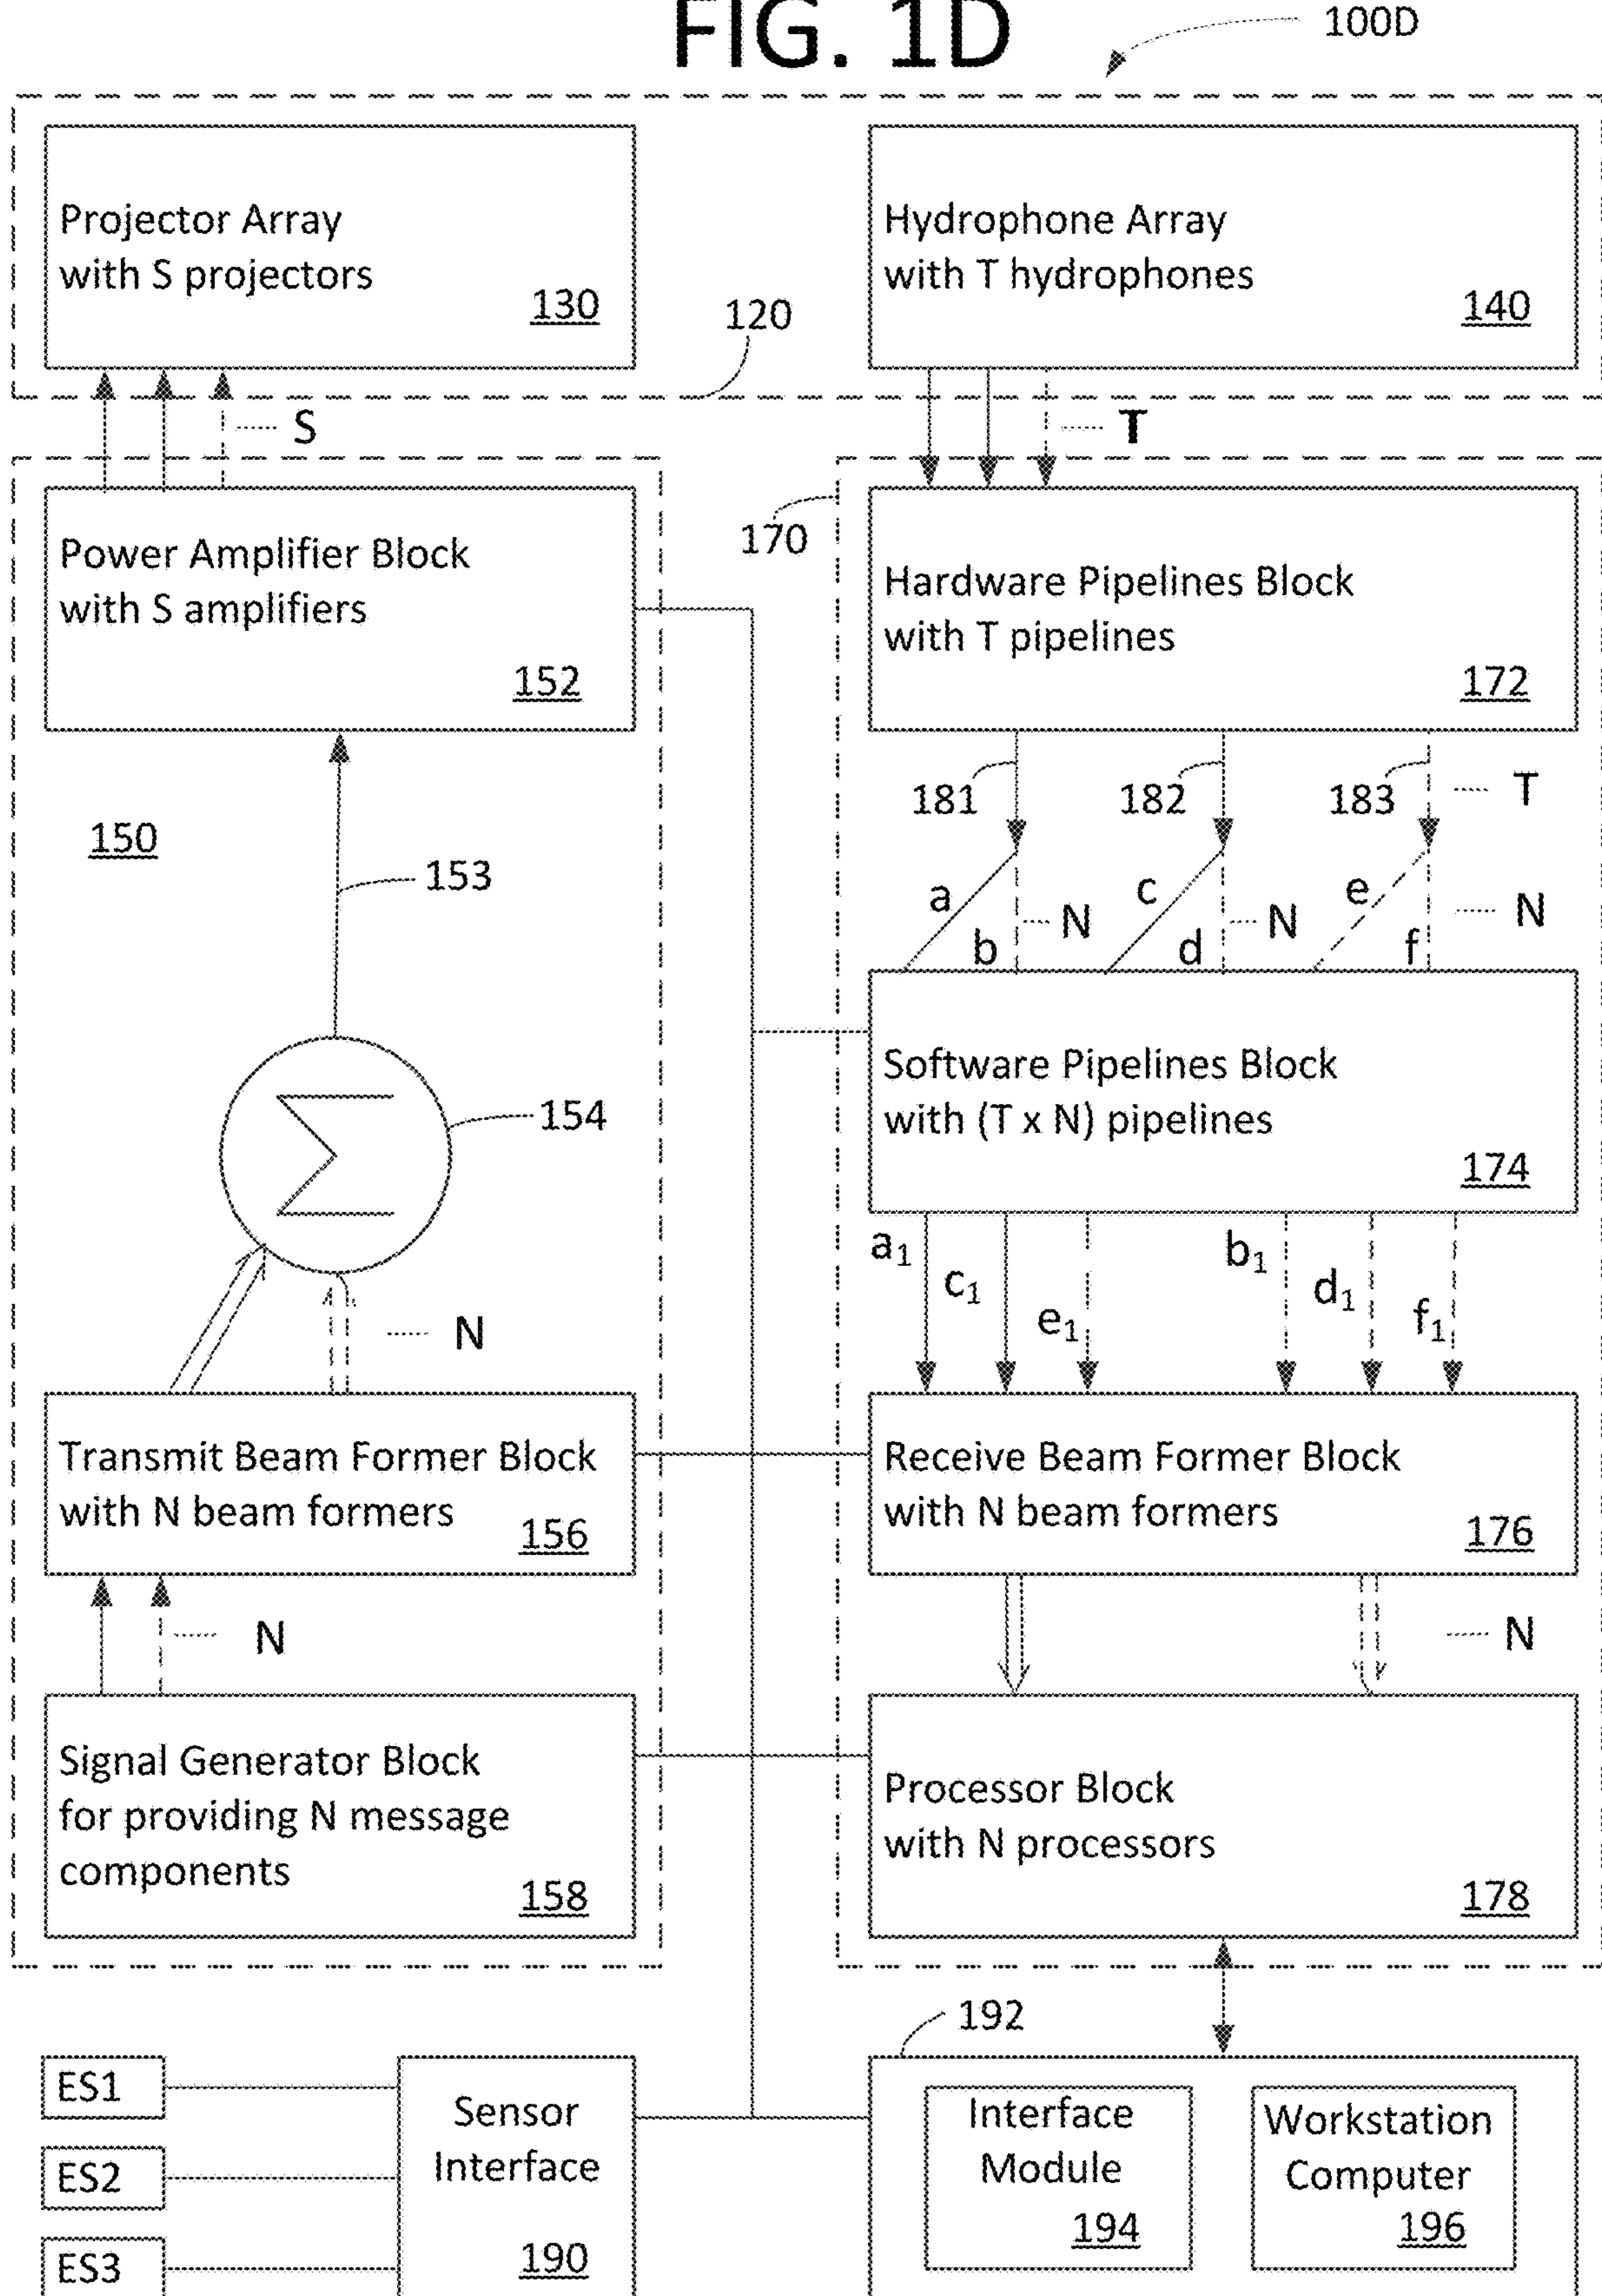 FIG. 1D
100D
Projector Array
with S projectors
130
Hydrophone Array
with T hydrophones
140
120
S
T
Power Amplifier Block
with S amplifiers
152
170
Hardware Pipelines Block
with T pipelines
172
150
153
181
182
183
T
a
b
N
c
d
N
e
f
N
154
Σ
Software Pipelines Block
with (T x N) pipelines
174
a1
c1
e1
b1
d1
f1
N
Transmit Beam Former Block
with N beam formers
156
Receive Beam Former Block
with N beam formers
176
N
N
Signal Generator Block
for providing N message
components
158
Processor Block
with N processors
178
192
ES1
ES2
ES3
Sensor
Interface
190
Interface
Module
194
Workstation
Computer
196